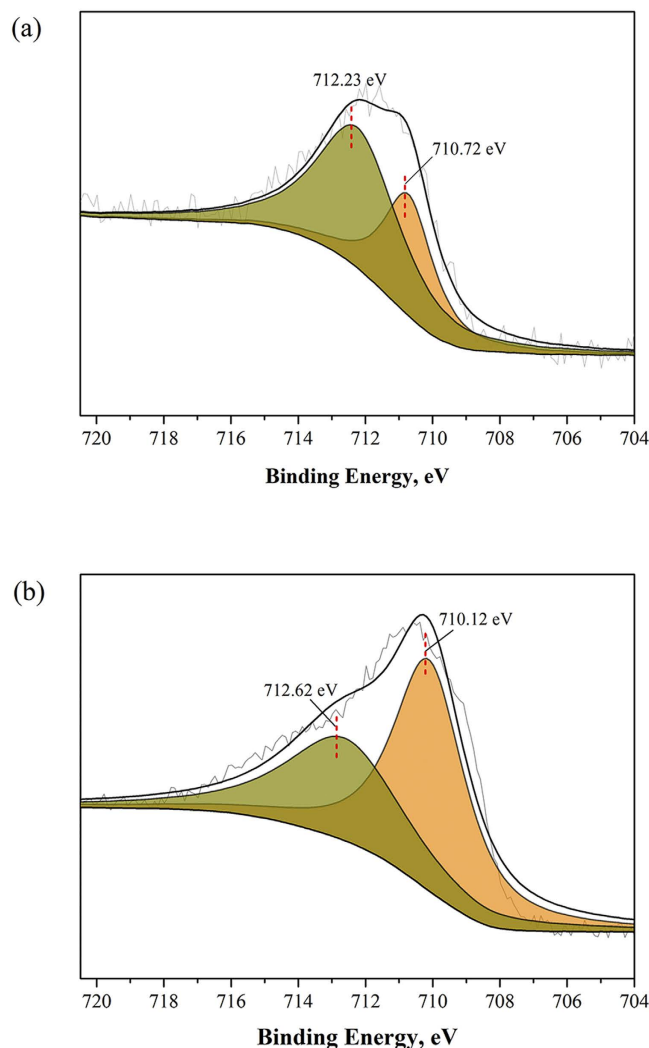 (a)
712.23 eV
710.72 eV
720 718 716 714 712 710 708 706 704
Binding Energy, eV
(b)
710.12 eV
712.62 eV
720 718 716 714 712 710 708 706 704
Binding Energy, eV